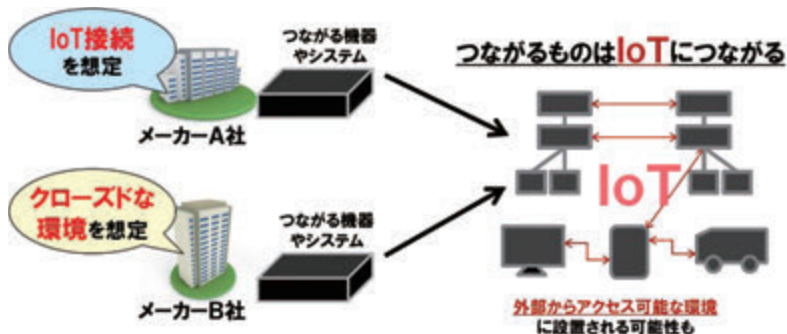 IoT接続
を想定
メーカーA社
つながる機器
やシステム
クローズドな
環境を想定
メーカーB社
つながる機器
やシステム
つながるものはIoTにつながる
IoT
外部からアクセス可能な環境
に設置される可能性も